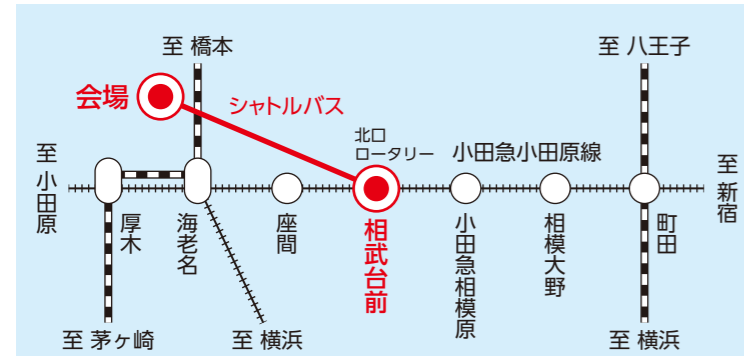 至 橋本
至 八王子
会場
シャトルバス
北口
ロータリー
小田急小田原線
至 小田原
至 新宿
厚木
海老名
座間
相武台前
小田急相模原
相模大野
町田
至 茅ヶ崎
至 横浜
至 横浜